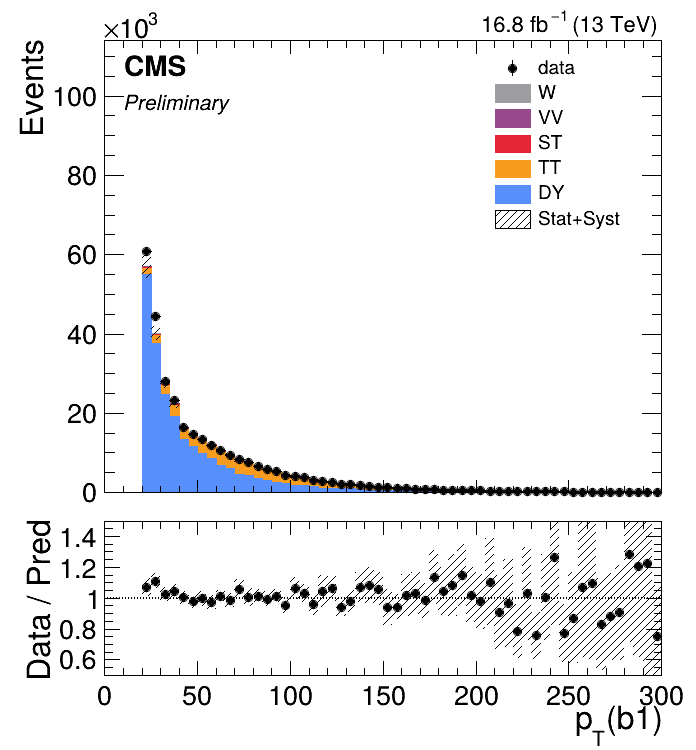 ×10³
16.8 fb⁻¹ (13 TeV)
CMS
Preliminary
data
W
VV
ST
TT
DY
Stat+Syst
Events
100
80
60
40
20
0
Data / Pred
1.4
1.2
1
0.8
0.6
0 50 100 150 200 250 300
p_T(b1)